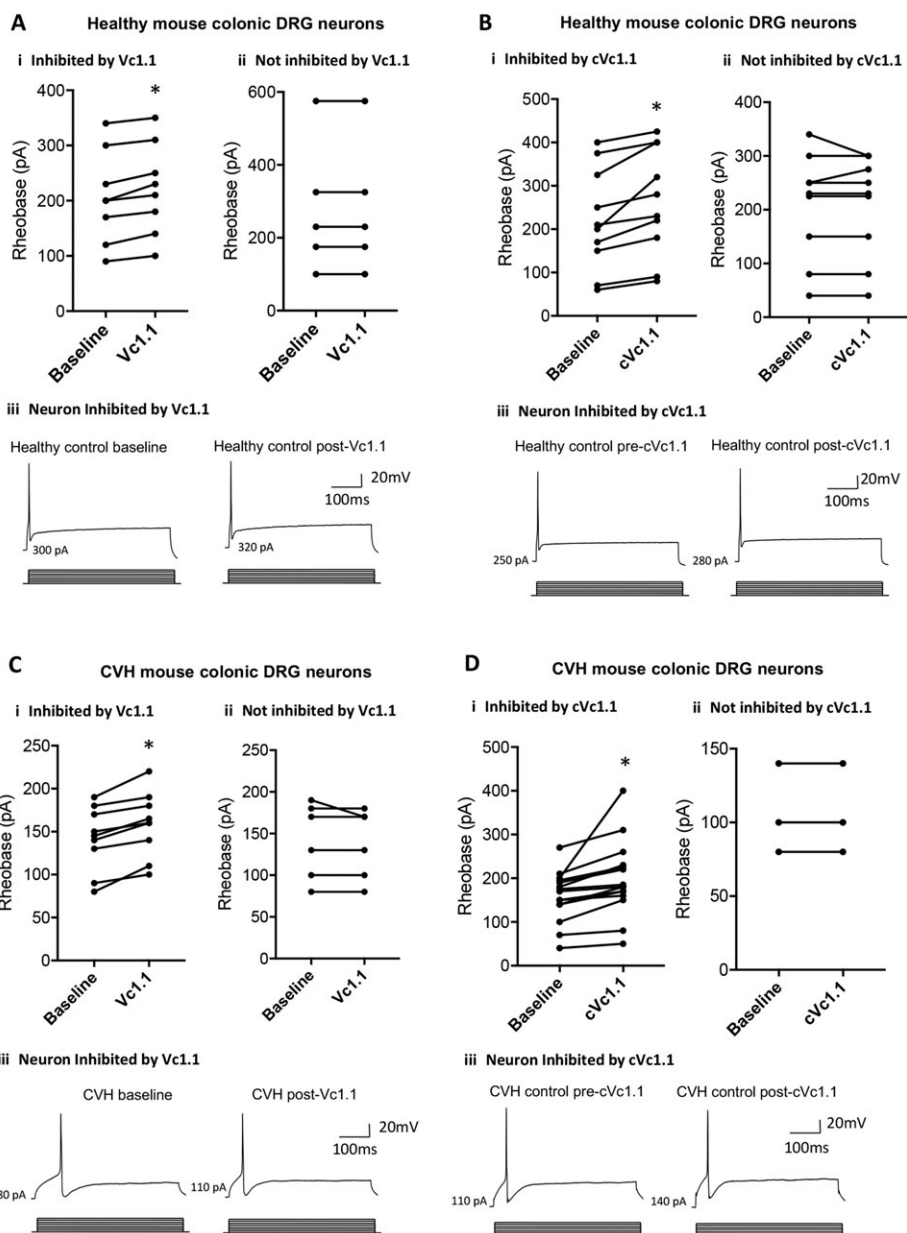 A
Healthy mouse colonic DRG neurons
i Inhibited by Vc1.1
ii Not inhibited by Vc1.1
Rheobase (pA)
400
300
200
100
0
*
Baseline
Vc1.1
Rheobase (pA)
600
400
200
0
Baseline
Vc1.1
iii Neuron Inhibited by Vc1.1
Healthy control baseline
Healthy control post-Vc1.1
20mV
100ms
300 pA
320 pA
B
Healthy mouse colonic DRG neurons
i Inhibited by cVc1.1
ii Not inhibited by cVc1.1
Rheobase (pA)
500
400
300
200
100
0
*
Baseline
cVc1.1
Rheobase (pA)
400
300
200
100
0
Baseline
cVc1.1
iii Neuron Inhibited by cVc1.1
Healthy control pre-cVc1.1
Healthy control post-cVc1.1
20mV
100ms
250 pA
280 pA
C
CVH mouse colonic DRG neurons
i Inhibited by Vc1.1
ii Not inhibited by Vc1.1
Rheobase (pA)
250
200
150
100
50
0
*
Baseline
Vc1.1
Rheobase (pA)
250
200
150
100
50
0
Baseline
Vc1.1
iii Neuron Inhibited by Vc1.1
CVH baseline
CVH post-Vc1.1
20mV
100ms
pA
110 pA
D
CVH mouse colonic DRG neurons
i Inhibited by cVc1.1
ii Not inhibited by cVc1.1
Rheobase (pA)
500
400
300
200
100
0
*
Baseline
cVc1.1
Rheobase (pA)
150
100
50
0
Baseline
cVc1.1
iii Neuron Inhibited by cVc1.1
CVH control pre-cVc1.1
CVH control post-cVc1.1
20mV
100ms
110 pA
140 pA